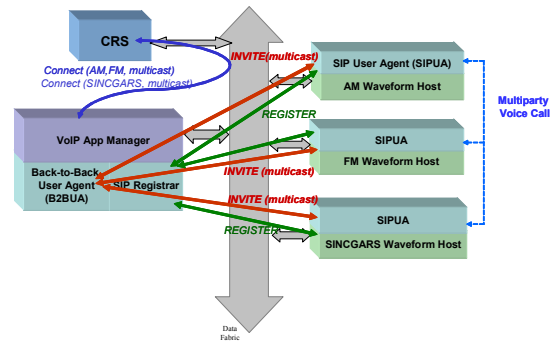 CRS
INVITE(multicast)
Connect (AM,FM, multicast)
Connect (SINCGARS, multicast)
SIP User Agent (SIPUA)
AM Waveform Host
Multiparty
Voice Call
REGISTER
VoIP App Manager
SIPUA
FM Waveform Host
Back-to-Back
User Agent
(B2BUA)
SIP Registrar
INVITE (multicast)
INVITE (multicast)
SIPUA
SINCGARS Waveform Host
REGISTER
Data
Fabric